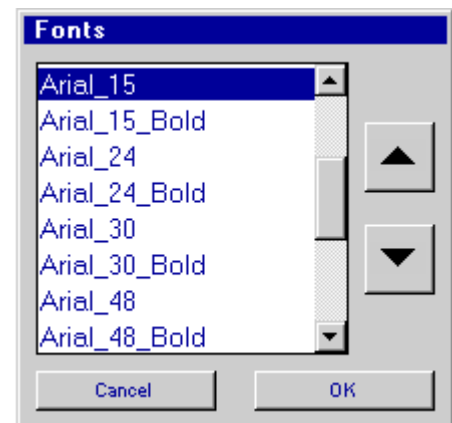 Fonts
Arial_15
Arial_15_Bold
Arial_24
Arial_24_Bold
Arial_30
Arial_30_Bold
Arial_48
Arial_48_Bold
Cancel OK